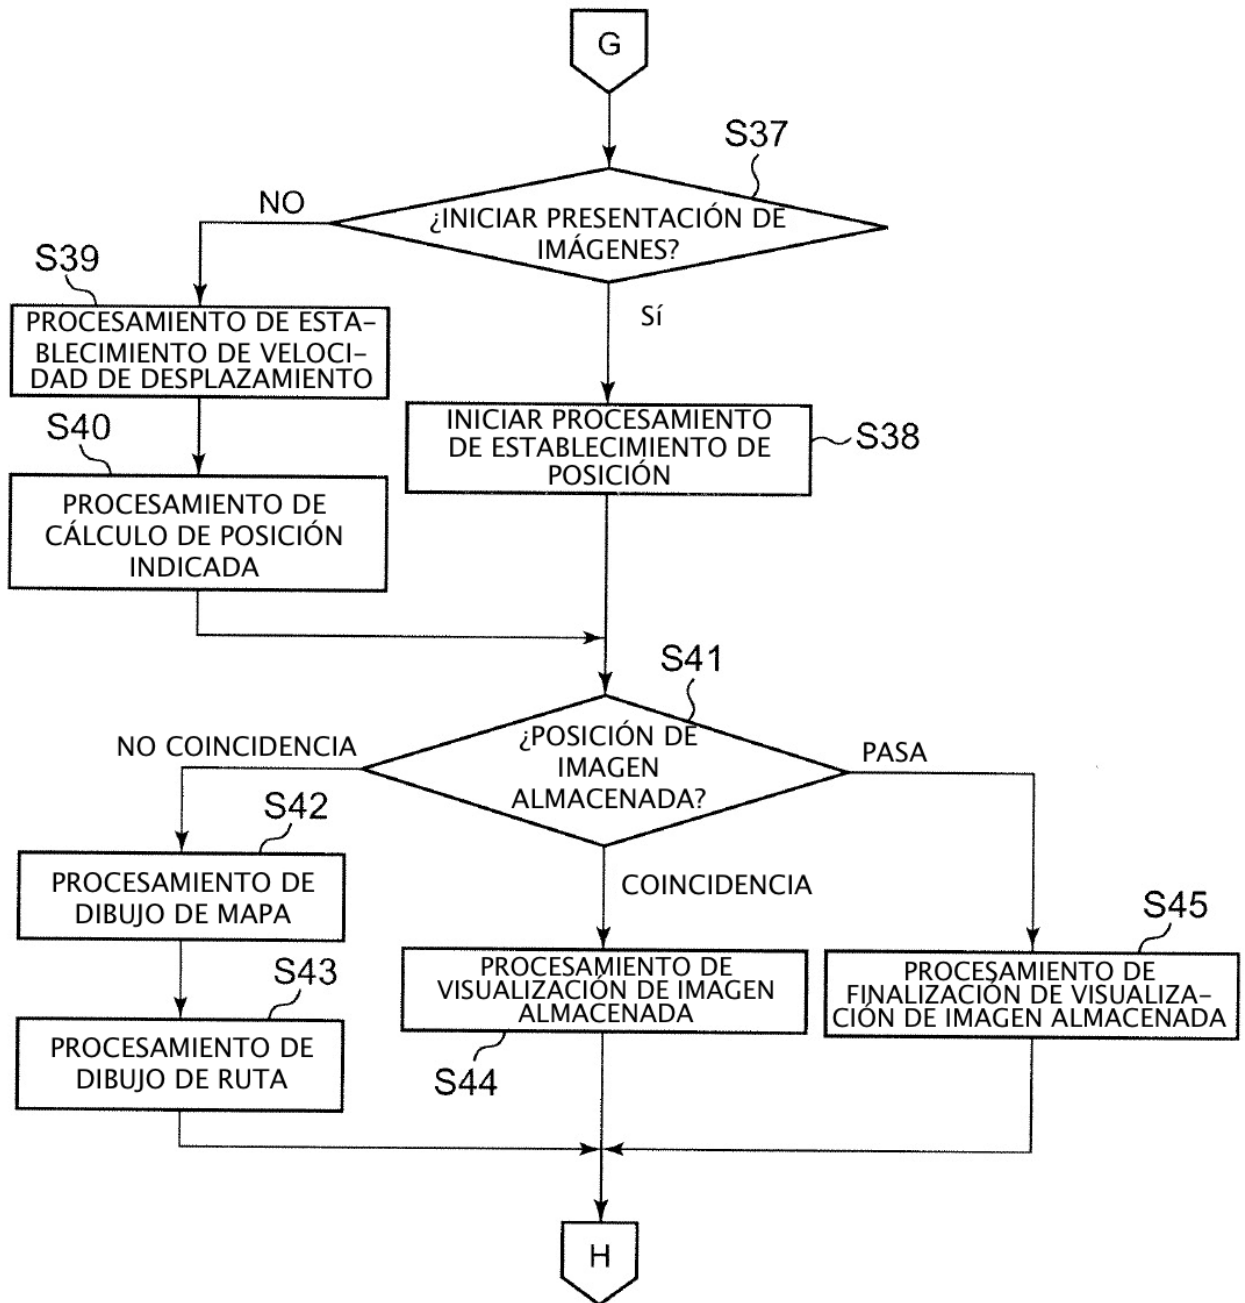 G
S37
¿INICIAR PRESENTACIÓN DE
IMÁGENES?
NO
Sí
S39
PROCESAMIENTO DE ESTA-
BLECIMIENTO DE VELOCI-
DAD DE DESPLAZAMIENTO
S40
PROCESAMIENTO DE
CÁLCULO DE POSICIÓN
INDICADA
INICIAR PROCESAMIENTO
DE ESTABLECIMIENTO DE
POSICIÓN
S38
S41
¿POSICIÓN DE
IMAGEN
ALMACENADA?
NO COINCIDENCIA
PASA
COINCIDENCIA
S42
PROCESAMIENTO DE
DIBUJO DE MAPA
S43
PROCESAMIENTO DE
DIBUJO DE RUTA
PROCESAMIENTO DE
VISUALIZACIÓN DE IMAGEN
ALMACENADA
S44
S45
PROCESAMIENTO DE
FINALIZACIÓN DE VISUALIZA-
CIÓN DE IMAGEN ALMACENADA
H